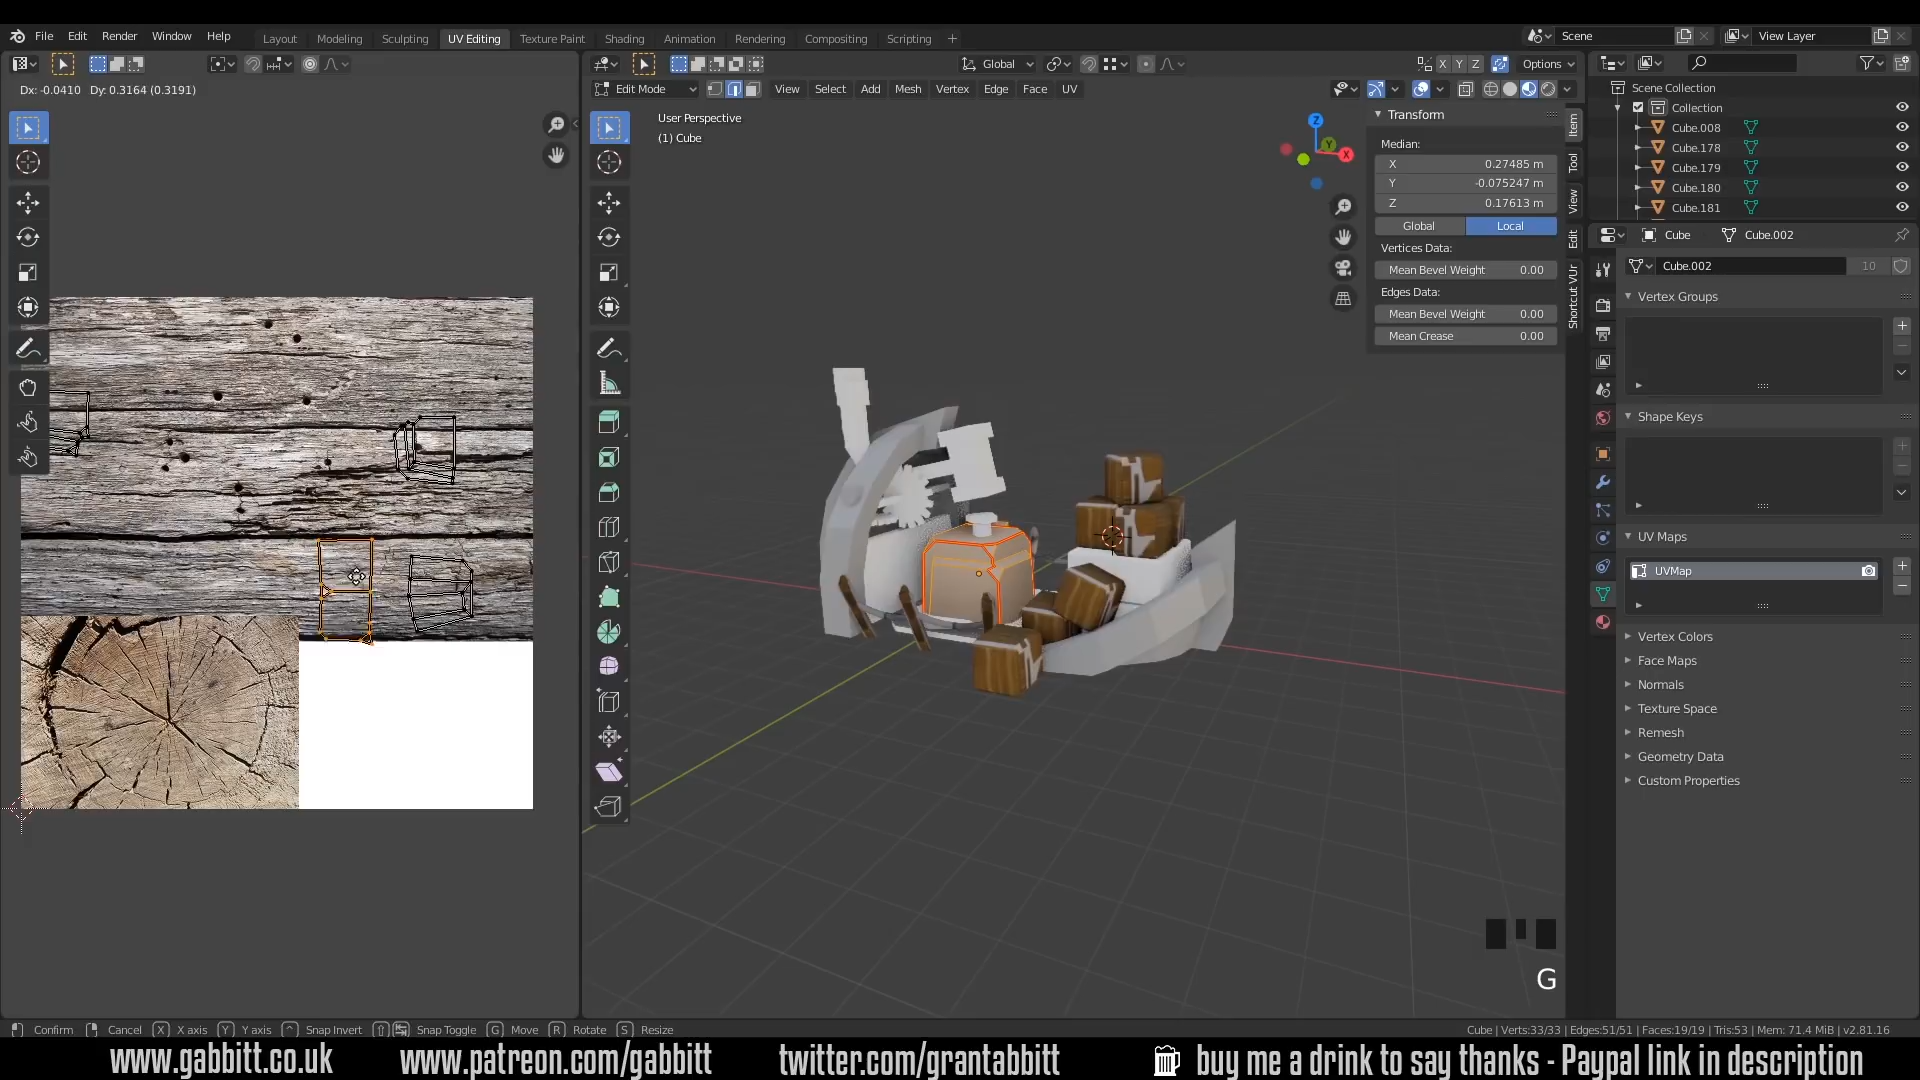 File Edit Render Window Help Layout Modeling Sculpting UV Editing Texture Paint Shading Animation Rendering Compositing Scripting + Scene View Layer
Global X Y Z Options
Dx: -0.0410 Dy: 0.3164 (0.3191) Edit Mode View Select Add Mesh Vertex Edge Face UV
User Perspective
(1) Cube
Z
Y
X
Transform
Median:
X 0.27485 m
Y -0.075247 m
Z 0.17613 m
Global Local
Vertices Data:
Mean Bevel Weight 0.00
Edges Data:
Mean Bevel Weight 0.00
Mean Crease 0.00
Item
Tool
View
Edit
Shortcut VUr
Scene Collection
Collection
Cube.008
Cube.178
Cube.179
Cube.180
Cube.181
Cube Cube.002
Cube.002 10
Vertex Groups
Shape Keys
UV Maps
UVMap
Vertex Colors
Face Maps
Normals
Texture Space
Remesh
Geometry Data
Custom Properties
G
Confirm Cancel X X axis Y Y axis Snap Invert Snap Toggle G Move R Rotate S Resize Cube | Verts:33/33 | Edges:51/51 | Faces:19/19 | Tris:53 | Mem: 71.4 MiB | v2.81.16
www.gabbitt.co.uk www.patreon.com/gabbitt twitter.com/grantabbitt buy me a drink to say thanks - Paypal link in description